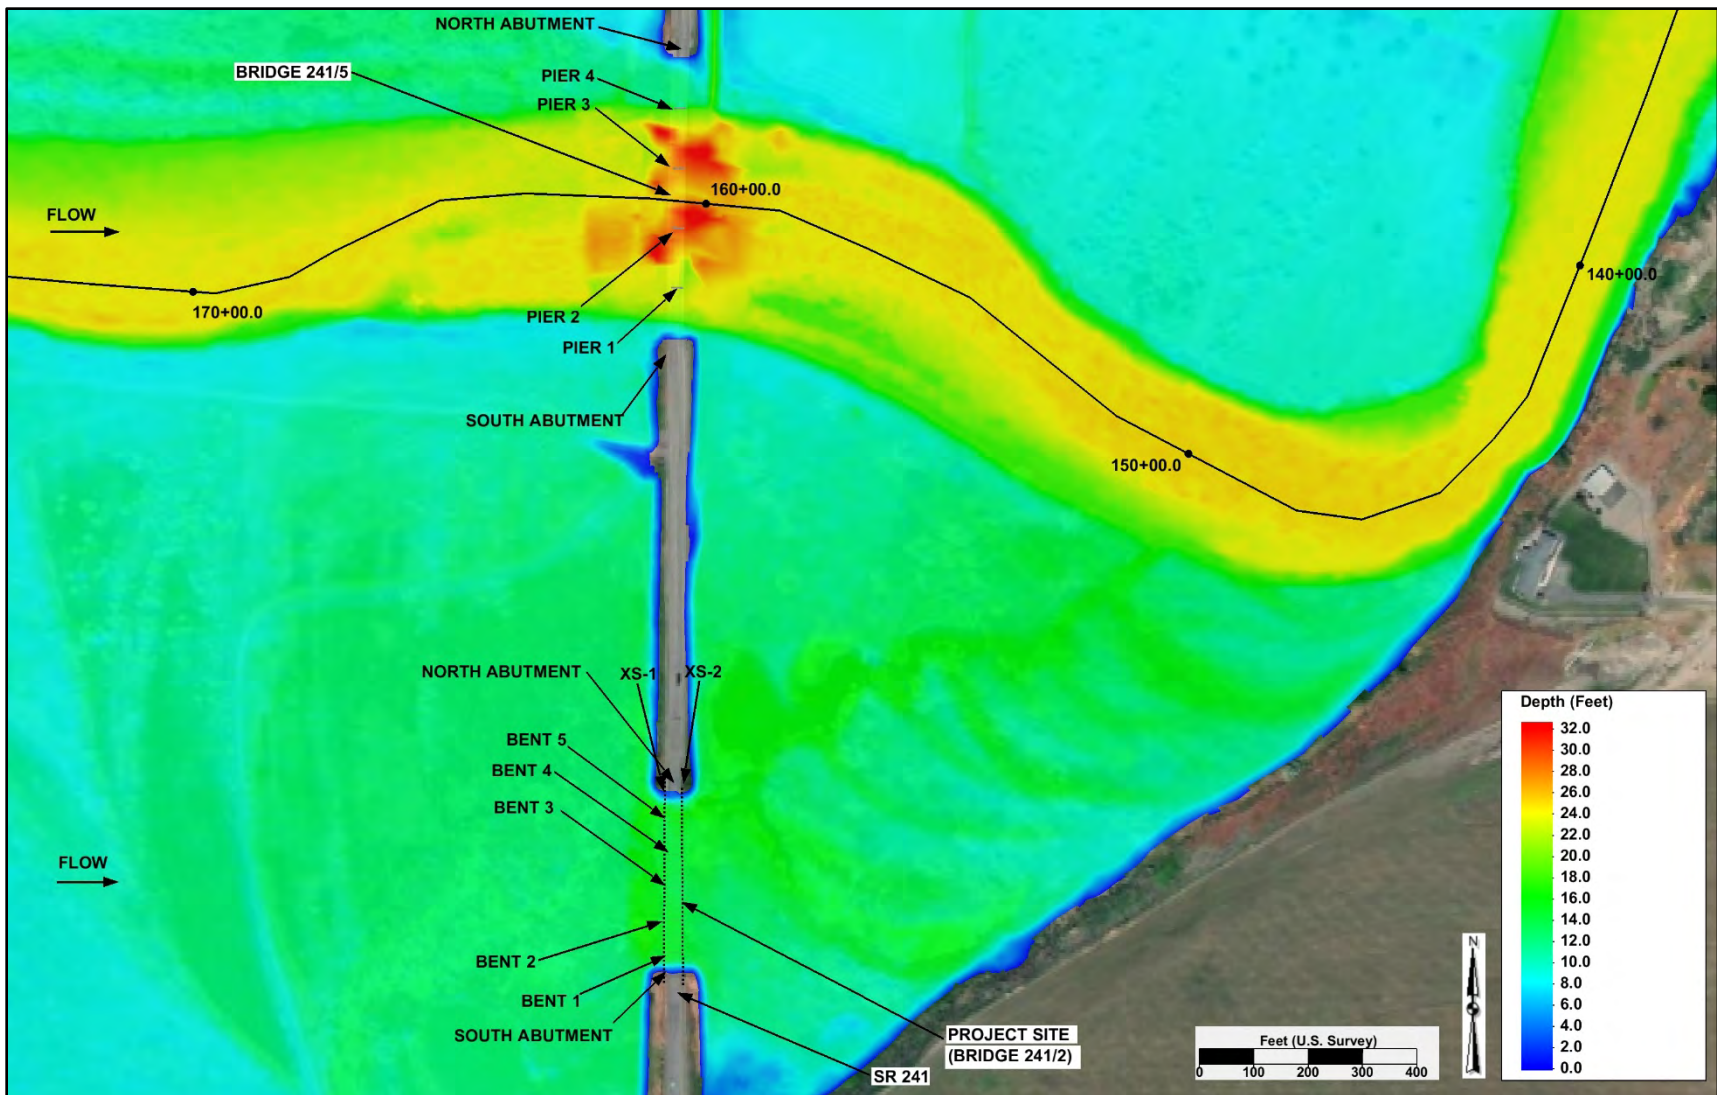 NORTH ABUTMENT
BRIDGE 241/5
PIER 4
PIER 3
160+00.0
FLOW
140+00.0
170+00.0
PIER 2
PIER 1
SOUTH ABUTMENT
150+00.0
NORTH ABUTMENT
XS-1
XS-2
BENT 5
BENT 4
BENT 3
FLOW
BENT 2
BENT 1
SOUTH ABUTMENT
PROJECT SITE
(BRIDGE 241/2)
SR 241
Depth (Feet)
32.0
30.0
28.0
26.0
24.0
22.0
20.0
18.0
16.0
14.0
12.0
10.0
8.0
6.0
4.0
2.0
0.0
N
Feet (U.S. Survey)
0 100 200 300 400